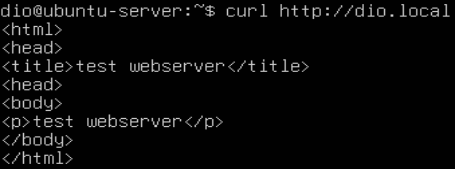 dio@ubuntu-server:~$ curl http://dio.local
<html>
<head>
<title>test webserver</title>
<head>
<body>
<p>test webserver</p>
</body>
</html>